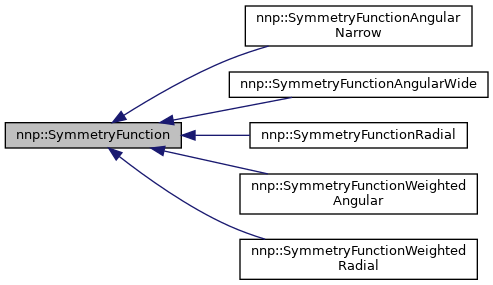 nnp::SymmetryFunctionAngular
Narrow
nnp::SymmetryFunctionAngularWide
nnp::SymmetryFunction
nnp::SymmetryFunctionRadial
nnp::SymmetryFunctionWeighted
Angular
nnp::SymmetryFunctionWeighted
Radial